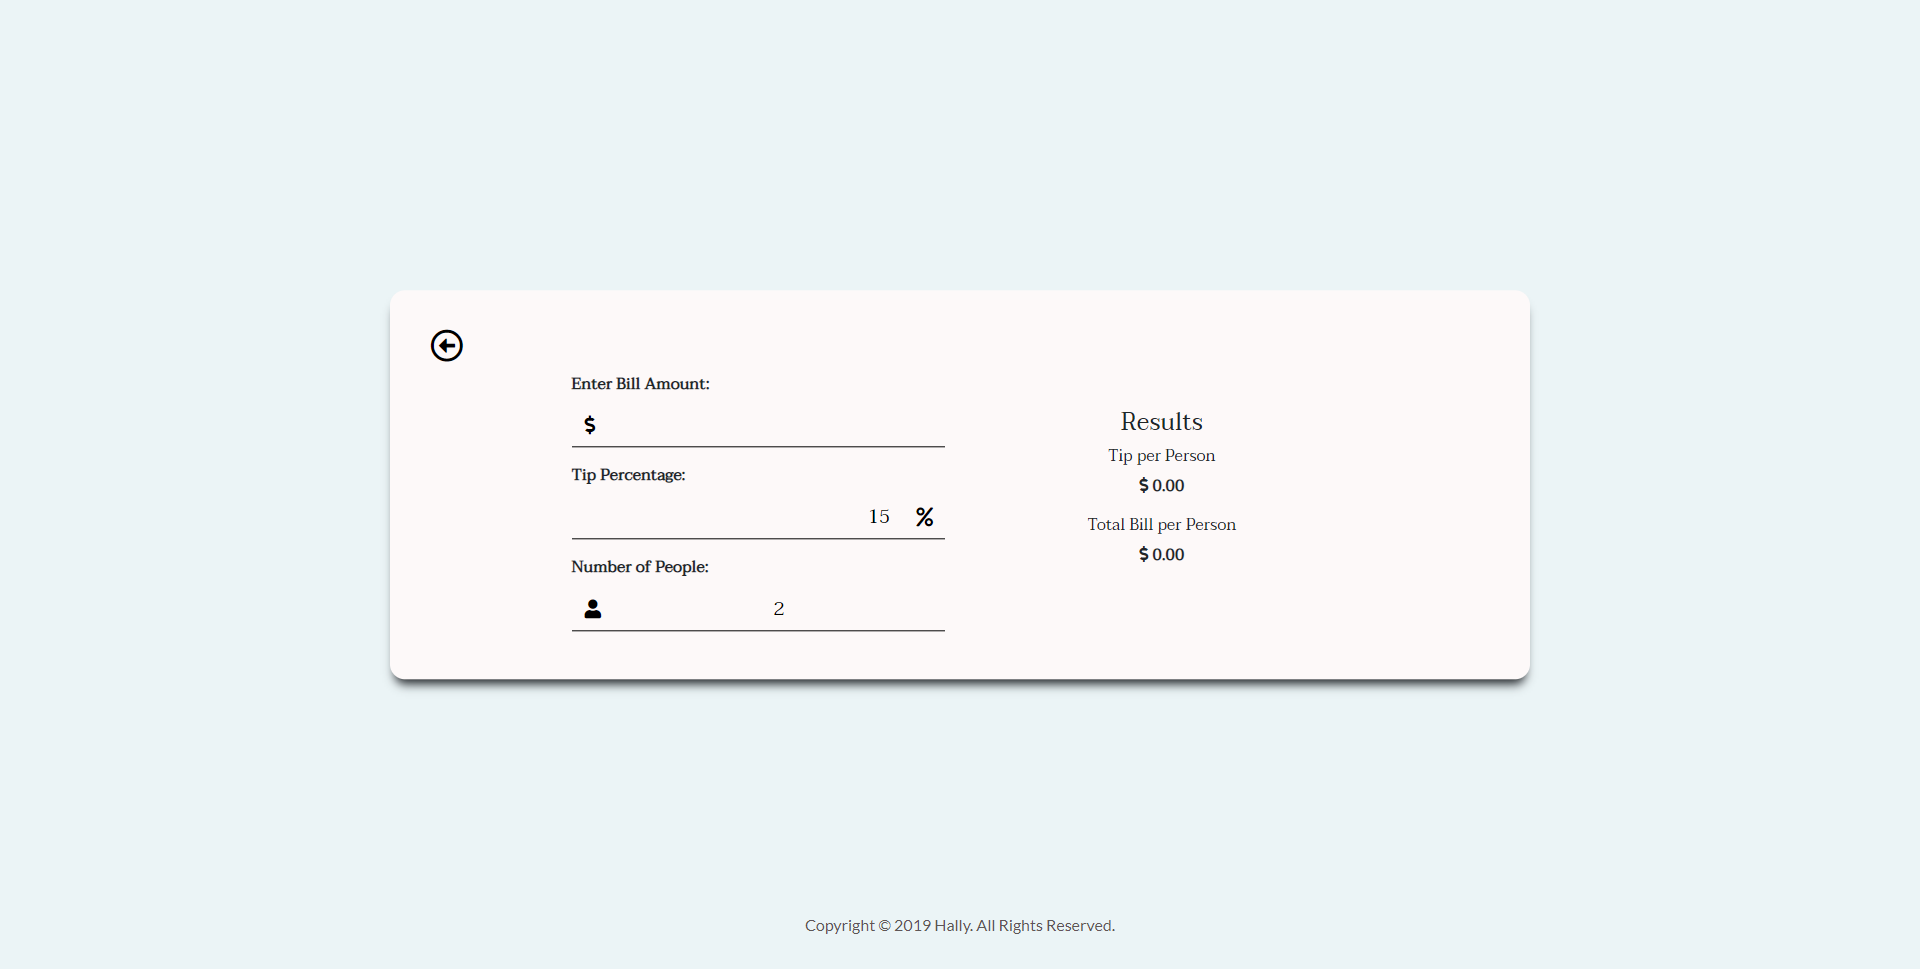 Enter Bill Amount:
$
Tip Percentage:
15 %
Number of People:
2
Results
Tip per Person
$ 0.00
Total Bill per Person
$ 0.00
Copyright © 2019 Hally. All Rights Reserved.